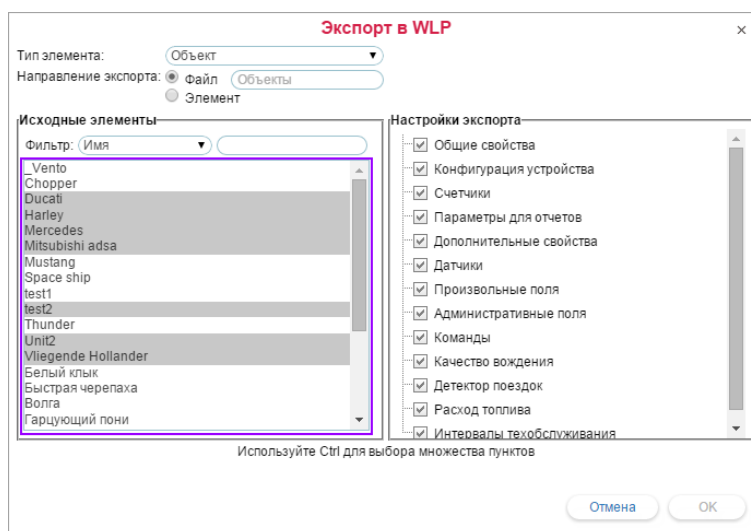 Экспорт в WLP
×
Тип элемента: Объект
Направление экспорта: Файл Объекты
Элемент
Исходные элементы
Фильтр: Имя
_Vento
Chopper
Ducati
Harley
Mercedes
Mitsubishi adsa
Mustang
Space ship
test1
test2
Thunder
Unit2
Vliegende Hollander
Белый клык
Быстрая черепаха
Волга
Гарцующий пони
Настройки экспорта
Общие свойства
Конфигурация устройства
Счетчики
Параметры для отчетов
Дополнительные свойства
Датчики
Произвольные поля
Административные поля
Команды
Качество вождения
Детектор поездок
Расход топлива
Интервалы техобслуживания
Используйте Ctrl для выбора множества пунктов
Отмена OK